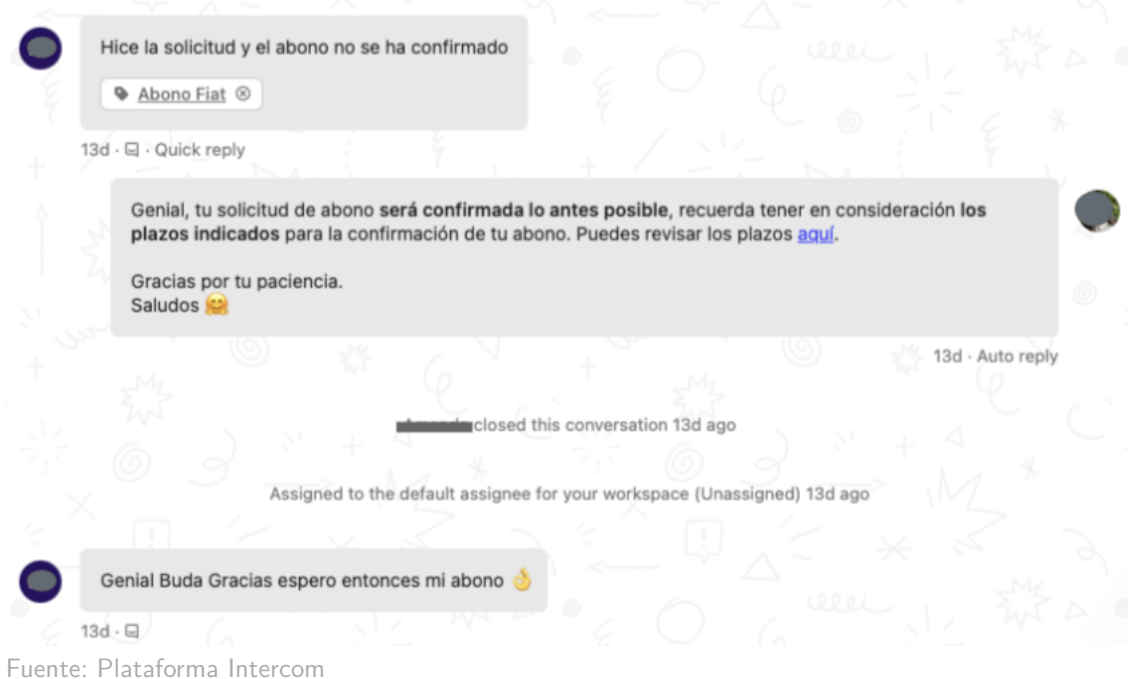 Hice la solicitud y el abono no se ha confirmado
Abono Fiat
13d · Quick reply
Genial, tu solicitud de abono será confirmada lo antes posible, recuerda tener en consideración los
plazos indicados para la confirmación de tu abono. Puedes revisar los plazos aquí.
Gracias por tu paciencia.
Saludos 🤗
13d · Auto reply
closed this conversation 13d ago
Assigned to the default assignee for your workspace (Unassigned) 13d ago
Genial Buda Gracias espero entonces mi abono 👌
13d ·
Fuente: Plataforma Intercom